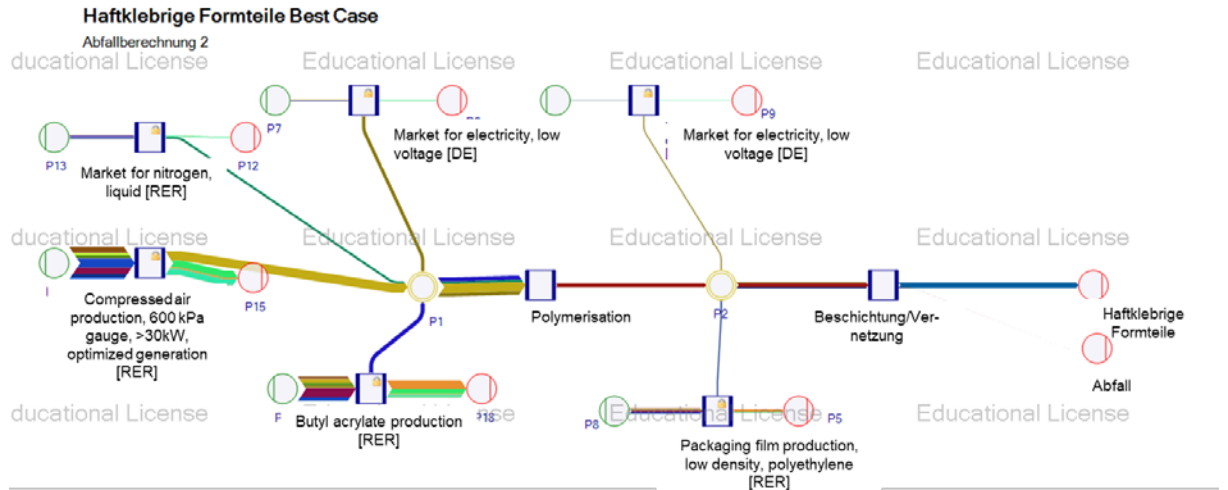 Haftklebrige Formteile Best Case
Abfallberechnung 2
ducational License
Educational License
Educational License
Educational License
P7
P9
Market for electricity, low
voltage [DE]
Market for electricity, low
voltage [DE]
P13
P12
Market for nitrogen,
liquid [RER]
ducational License
Educational License
Educational License
Educational License
I
P15
Compressed air
production, 600 kPa
gauge, >30kW,
optimized generation
[RER]
P1
Polymerisation
P2
Beschichtung/Ver-
netzung
Haftklebrige
Formteile
Abfall
ducational License
Educational License
Educational License
Educational License
F
P18
Butyl acrylate production
[RER]
P8
P5
Packaging film production,
low density, polyethylene
[RER]